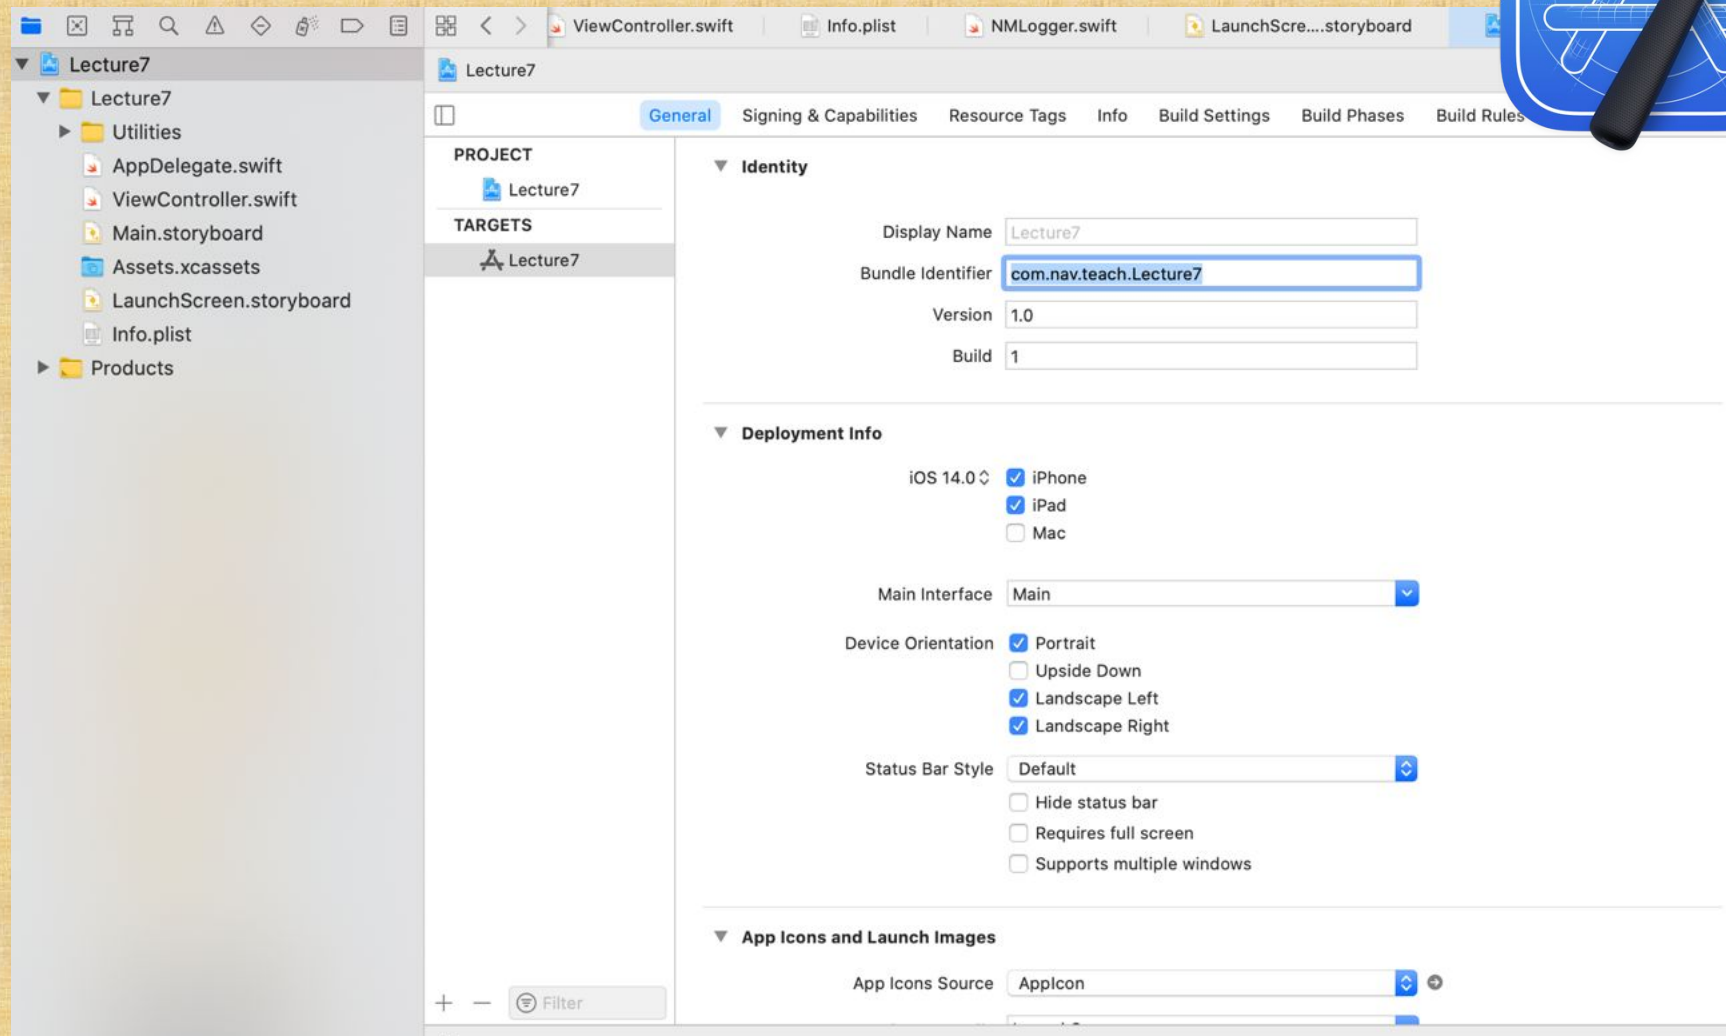 ViewController.swift
Info.plist
NMLogger.swift
LaunchScre....storyboard
Lecture7
Lecture7
Utilities
AppDelegate.swift
ViewController.swift
Main.storyboard
Assets.xcassets
LaunchScreen.storyboard
Info.plist
Products
Lecture7
General Signing & Capabilities Resource Tags Info Build Settings Build Phases Build Rules
PROJECT
Lecture7
TARGETS
Lecture7
Filter
Identity
Display Name Lecture7
Bundle Identifier com.nav.teach.Lecture7
Version 1.0
Build 1
Deployment Info
iOS 14.0 iPhone
iPad
Mac
Main Interface Main
Device Orientation Portrait
Upside Down
Landscape Left
Landscape Right
Status Bar Style Default
Hide status bar
Requires full screen
Supports multiple windows
App Icons and Launch Images
App Icons Source AppIcon